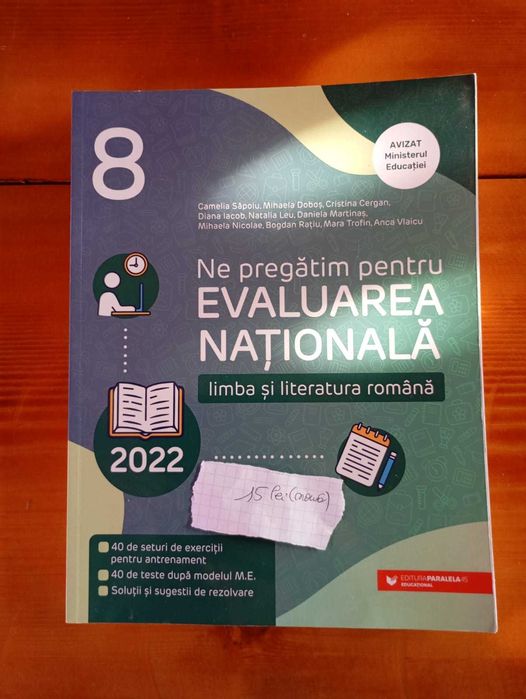 8
AVIZAT
Ministerul
Educației
Camelia Săpoiu, Mihaela Doboș, Cristina Cergan,
Diana Iacob, Natalia Leu, Daniela Martinaș,
Mihaela Nicolae, Bogdan Rațiu, Mara Trofin, Anca Vlaicu
Ne pregătim pentru
EVALUAREA
NAȚIONALĂ
limba și literatura română
2022
15 lei (nouă)
40 de seturi de exerciții
pentru antrenament
40 de teste după modelul M.E.
Soluții și sugestii de rezolvare
EDITURA PARALELA 45
EDUCAȚIONAL